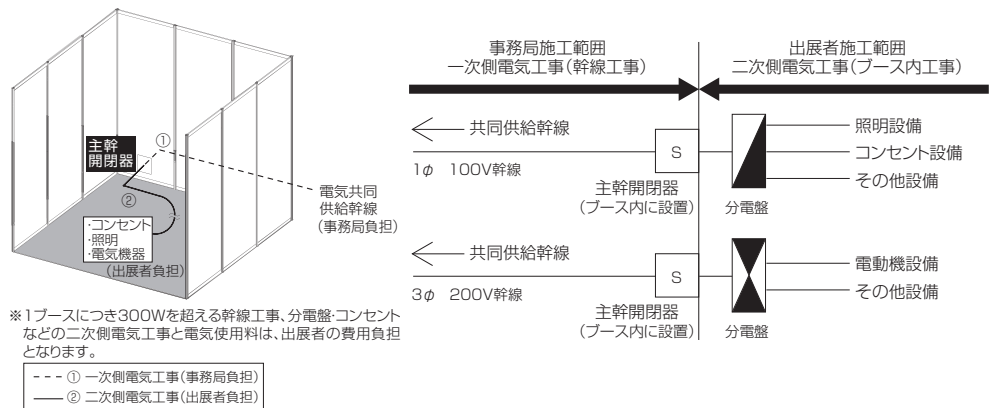 主幹
開閉器
①
②
・コンセント
・照明
・電気機器
(出展者負担)
電気共同
供給幹線
(事務局負担)
※1ブースにつき300Wを超える幹線工事、分電盤・コンセント
などの二次側電気工事と電気使用料は、出展者の費用負担
となります。
---- ① 一次側電気工事(事務局負担)
—— ② 二次側電気工事(出展者負担)
事務局施工範囲
一次側電気工事(幹線工事)
出展者施工範囲
二次側電気工事(ブース内工事)
共同供給幹線
1φ 100V幹線
S
主幹開閉器
(ブース内に設置)
分電盤
照明設備
コンセント設備
その他設備
共同供給幹線
3φ 200V幹線
S
主幹開閉器
(ブース内に設置)
分電盤
電動機設備
その他設備